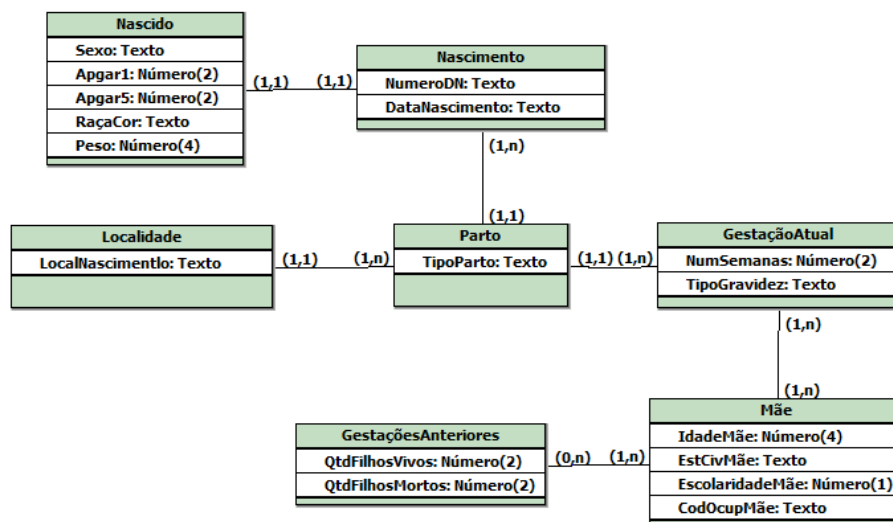 Nascido
Sexo: Texto
Apgar1: Número(2)
Apgar5: Número(2)
RaçaCor: Texto
Peso: Número(4)
(1,1)
(1,1)
Nascimento
NumeroDN: Texto
DataNascimento: Texto
(1,n)
(1,1)
Localidade
LocalNascimentIo: Texto
(1,1)
(1,n)
Parto
TipoParto: Texto
(1,1)
(1,n)
GestaçãoAtual
NumSemanas: Número(2)
TipoGravidez: Texto
(1,n)
(1,n)
GestaçõesAnteriores
QtdFilhosVivos: Número(2)
QtdFilhosMortos: Número(2)
(0,n)
(1,n)
Mãe
IdadeMãe: Número(4)
EstCivMãe: Texto
EscolaridadeMãe: Número(1)
CodOcupMãe: Texto